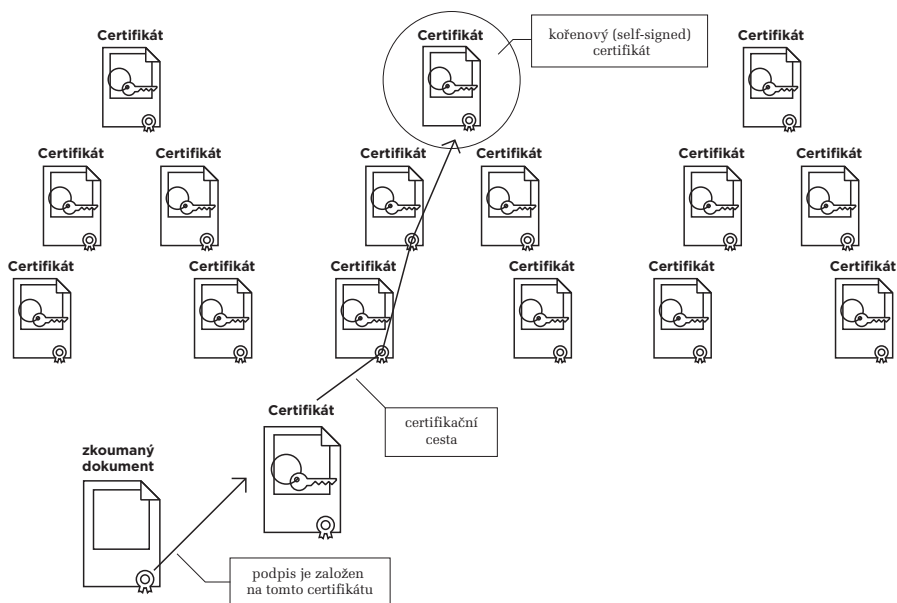 Certifikát
Certifikát
Certifikát
kořenový (self-signed)
certifikát
Certifikát
Certifikát
Certifikát
Certifikát
Certifikát
Certifikát
Certifikát
Certifikát
Certifikát
Certifikát
Certifikát
Certifikát
certifikační
cesta
Certifikát
zkoumaný
dokument
podpis je založen
na tomto certifikátu